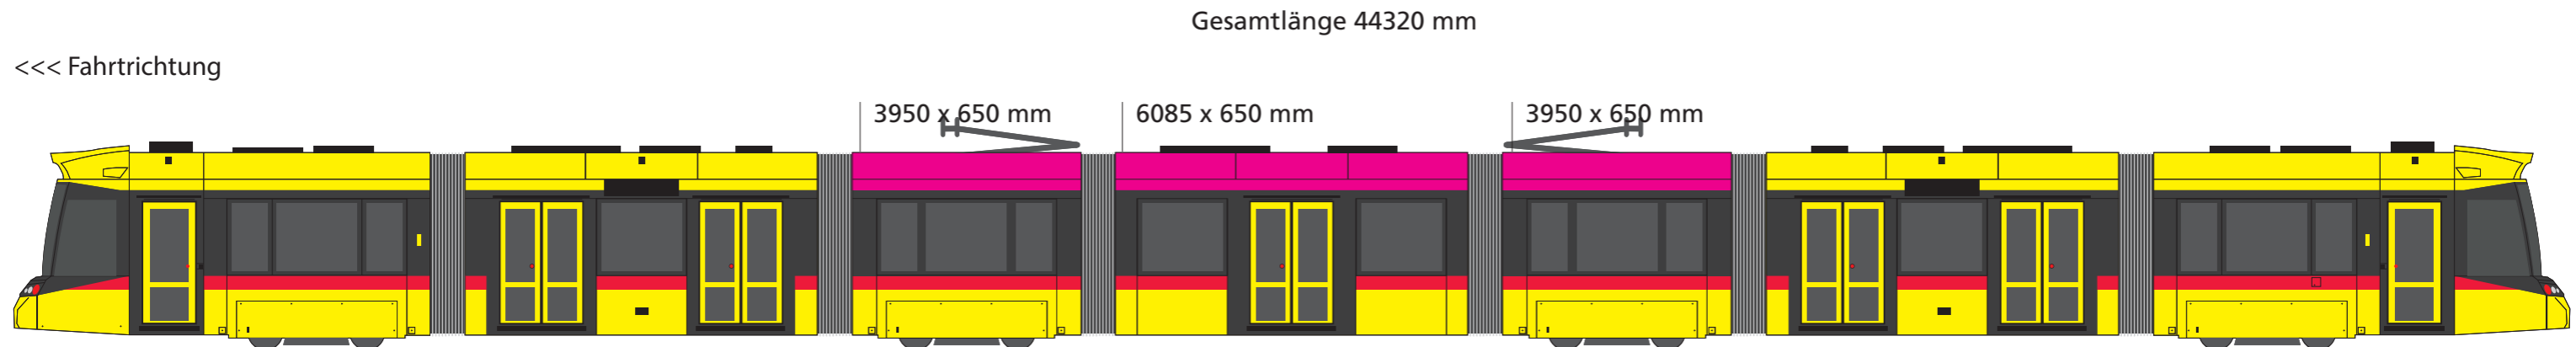 Gesamtlänge 44320 mm
<<< Fahrtrichtung
3950 x 650 mm
6085 x 650 mm
3950 x 650 mm